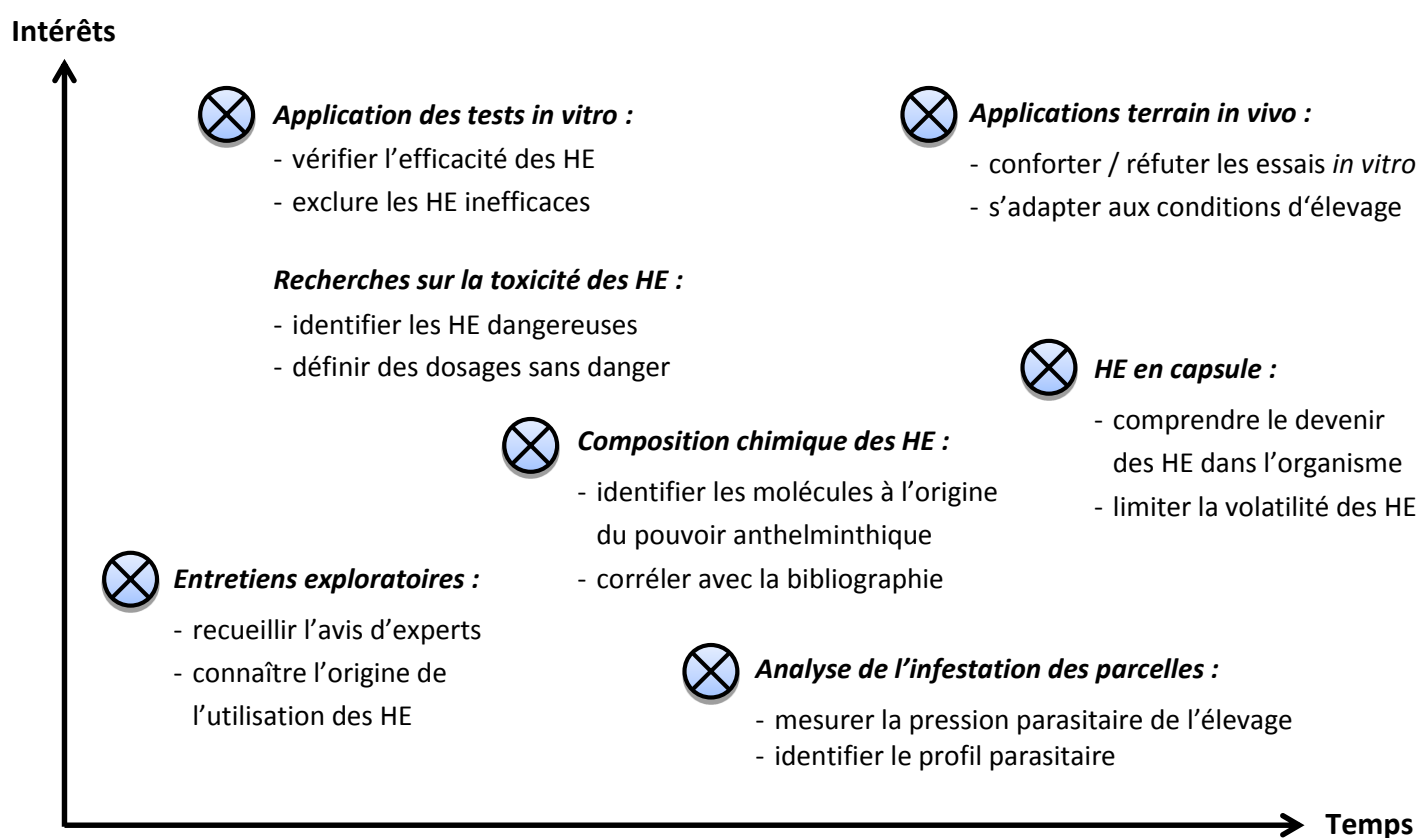 Intérêts
Application des tests in vitro :
- vérifier l’efficacité des HE
- exclure les HE inefficaces
Applications terrain in vivo :
- conforter / réfuter les essais in vitro
- s’adapter aux conditions d‘élevage
Recherches sur la toxicité des HE :
- identifier les HE dangereuses
- définir des dosages sans danger
HE en capsule :
- comprendre le devenir
des HE dans l’organisme
- limiter la volatilité des HE
Composition chimique des HE :
- identifier les molécules à l’origine
du pouvoir anthelminthique
- corréler avec la bibliographie
Entretiens exploratoires :
- recueillir l’avis d’experts
- connaître l’origine de
l’utilisation des HE
Analyse de l’infestation des parcelles :
- mesurer la pression parasitaire de l’élevage
- identifier le profil parasitaire
Temps